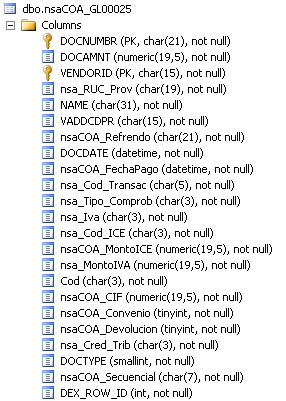 dbo.nsaCOA_GL00025
Columns
DOCNUMBR (PK, char(21), not null)
DOCAMNT (numeric(19,5), not null)
VENDORID (PK, char(15), not null)
nsa_RUC_Prov (char(19), not null)
NAME (char(31), not null)
VADDCDPR (char(15), not null)
nsaCOA_Refrendo (char(21), not null)
DOCDATE (datetime, not null)
nsaCOA_FechaPago (datetime, not null)
nsa_Cod_Transac (char(5), not null)
nsa_Tipo_Comprob (char(3), not null)
nsa_Iva (char(3), not null)
nsa_Cod_ICE (char(3), not null)
nsaCOA_MontoICE (numeric(19,5), not null)
nsa_MontoIVA (numeric(19,5), not null)
Cod (char(3), not null)
nsaCOA_CIF (numeric(19,5), not null)
nsaCOA_Convenio (tinyint, not null)
nsaCOA_Devolucion (tinyint, not null)
nsa_Cred_Trib (char(3), not null)
DOCTYPE (smallint, not null)
nsaCOA_Secuencial (char(7), not null)
DEX_ROW_ID (int, not null)